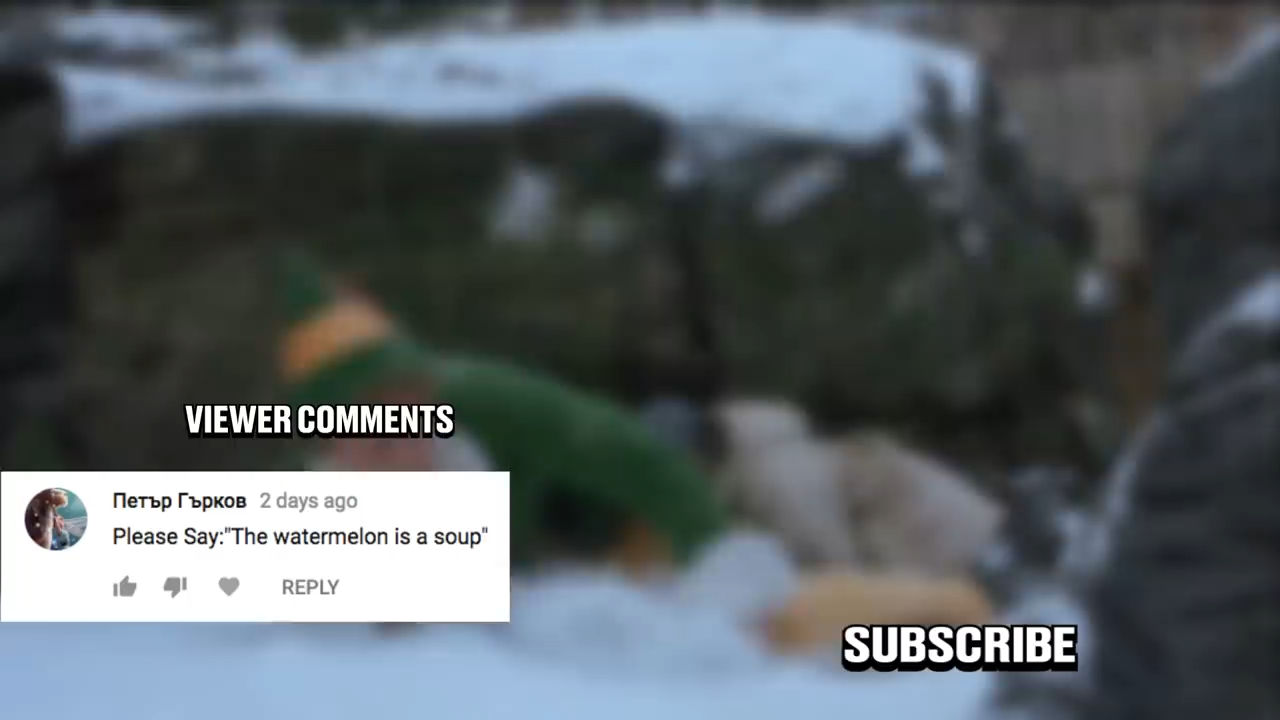 VIEWER COMMENTS
Петър Гърков 2 days ago
Please Say:"The watermelon is a soup"
REPLY
SUBSCRIBE